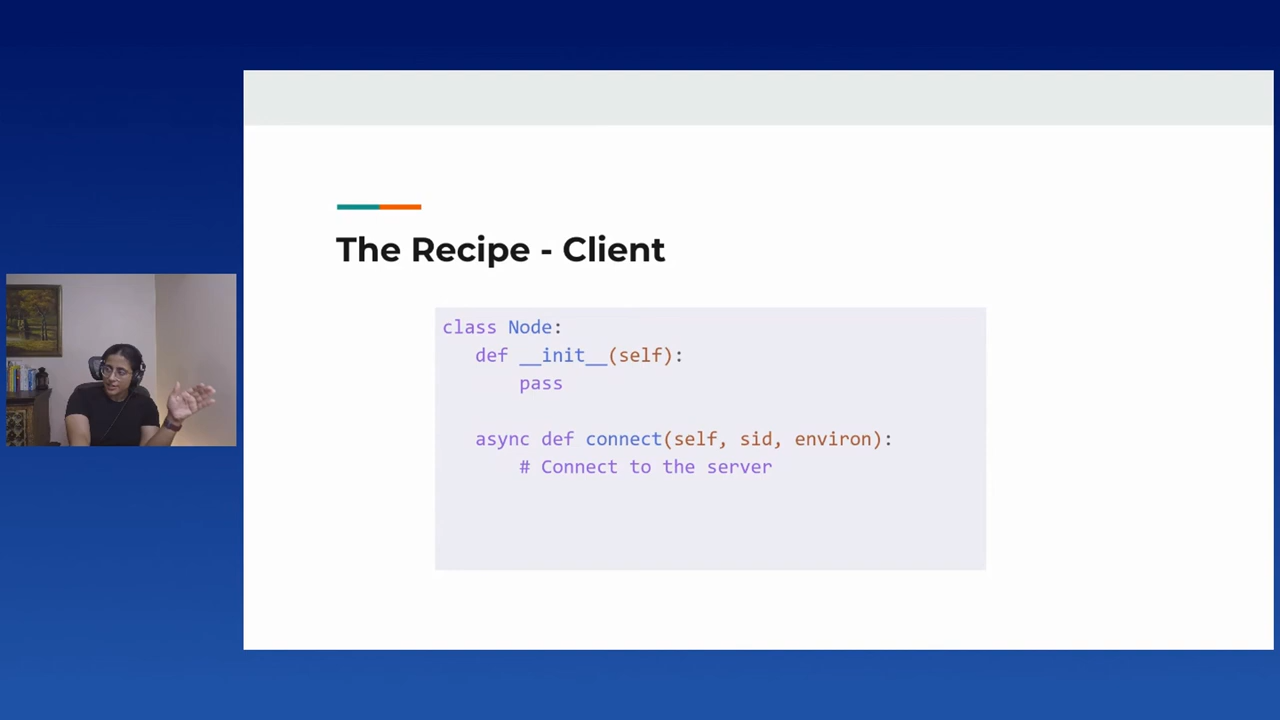 The Recipe - Client
class Node:
def __init__(self):
pass
async def connect(self, sid, environ):
# Connect to the server